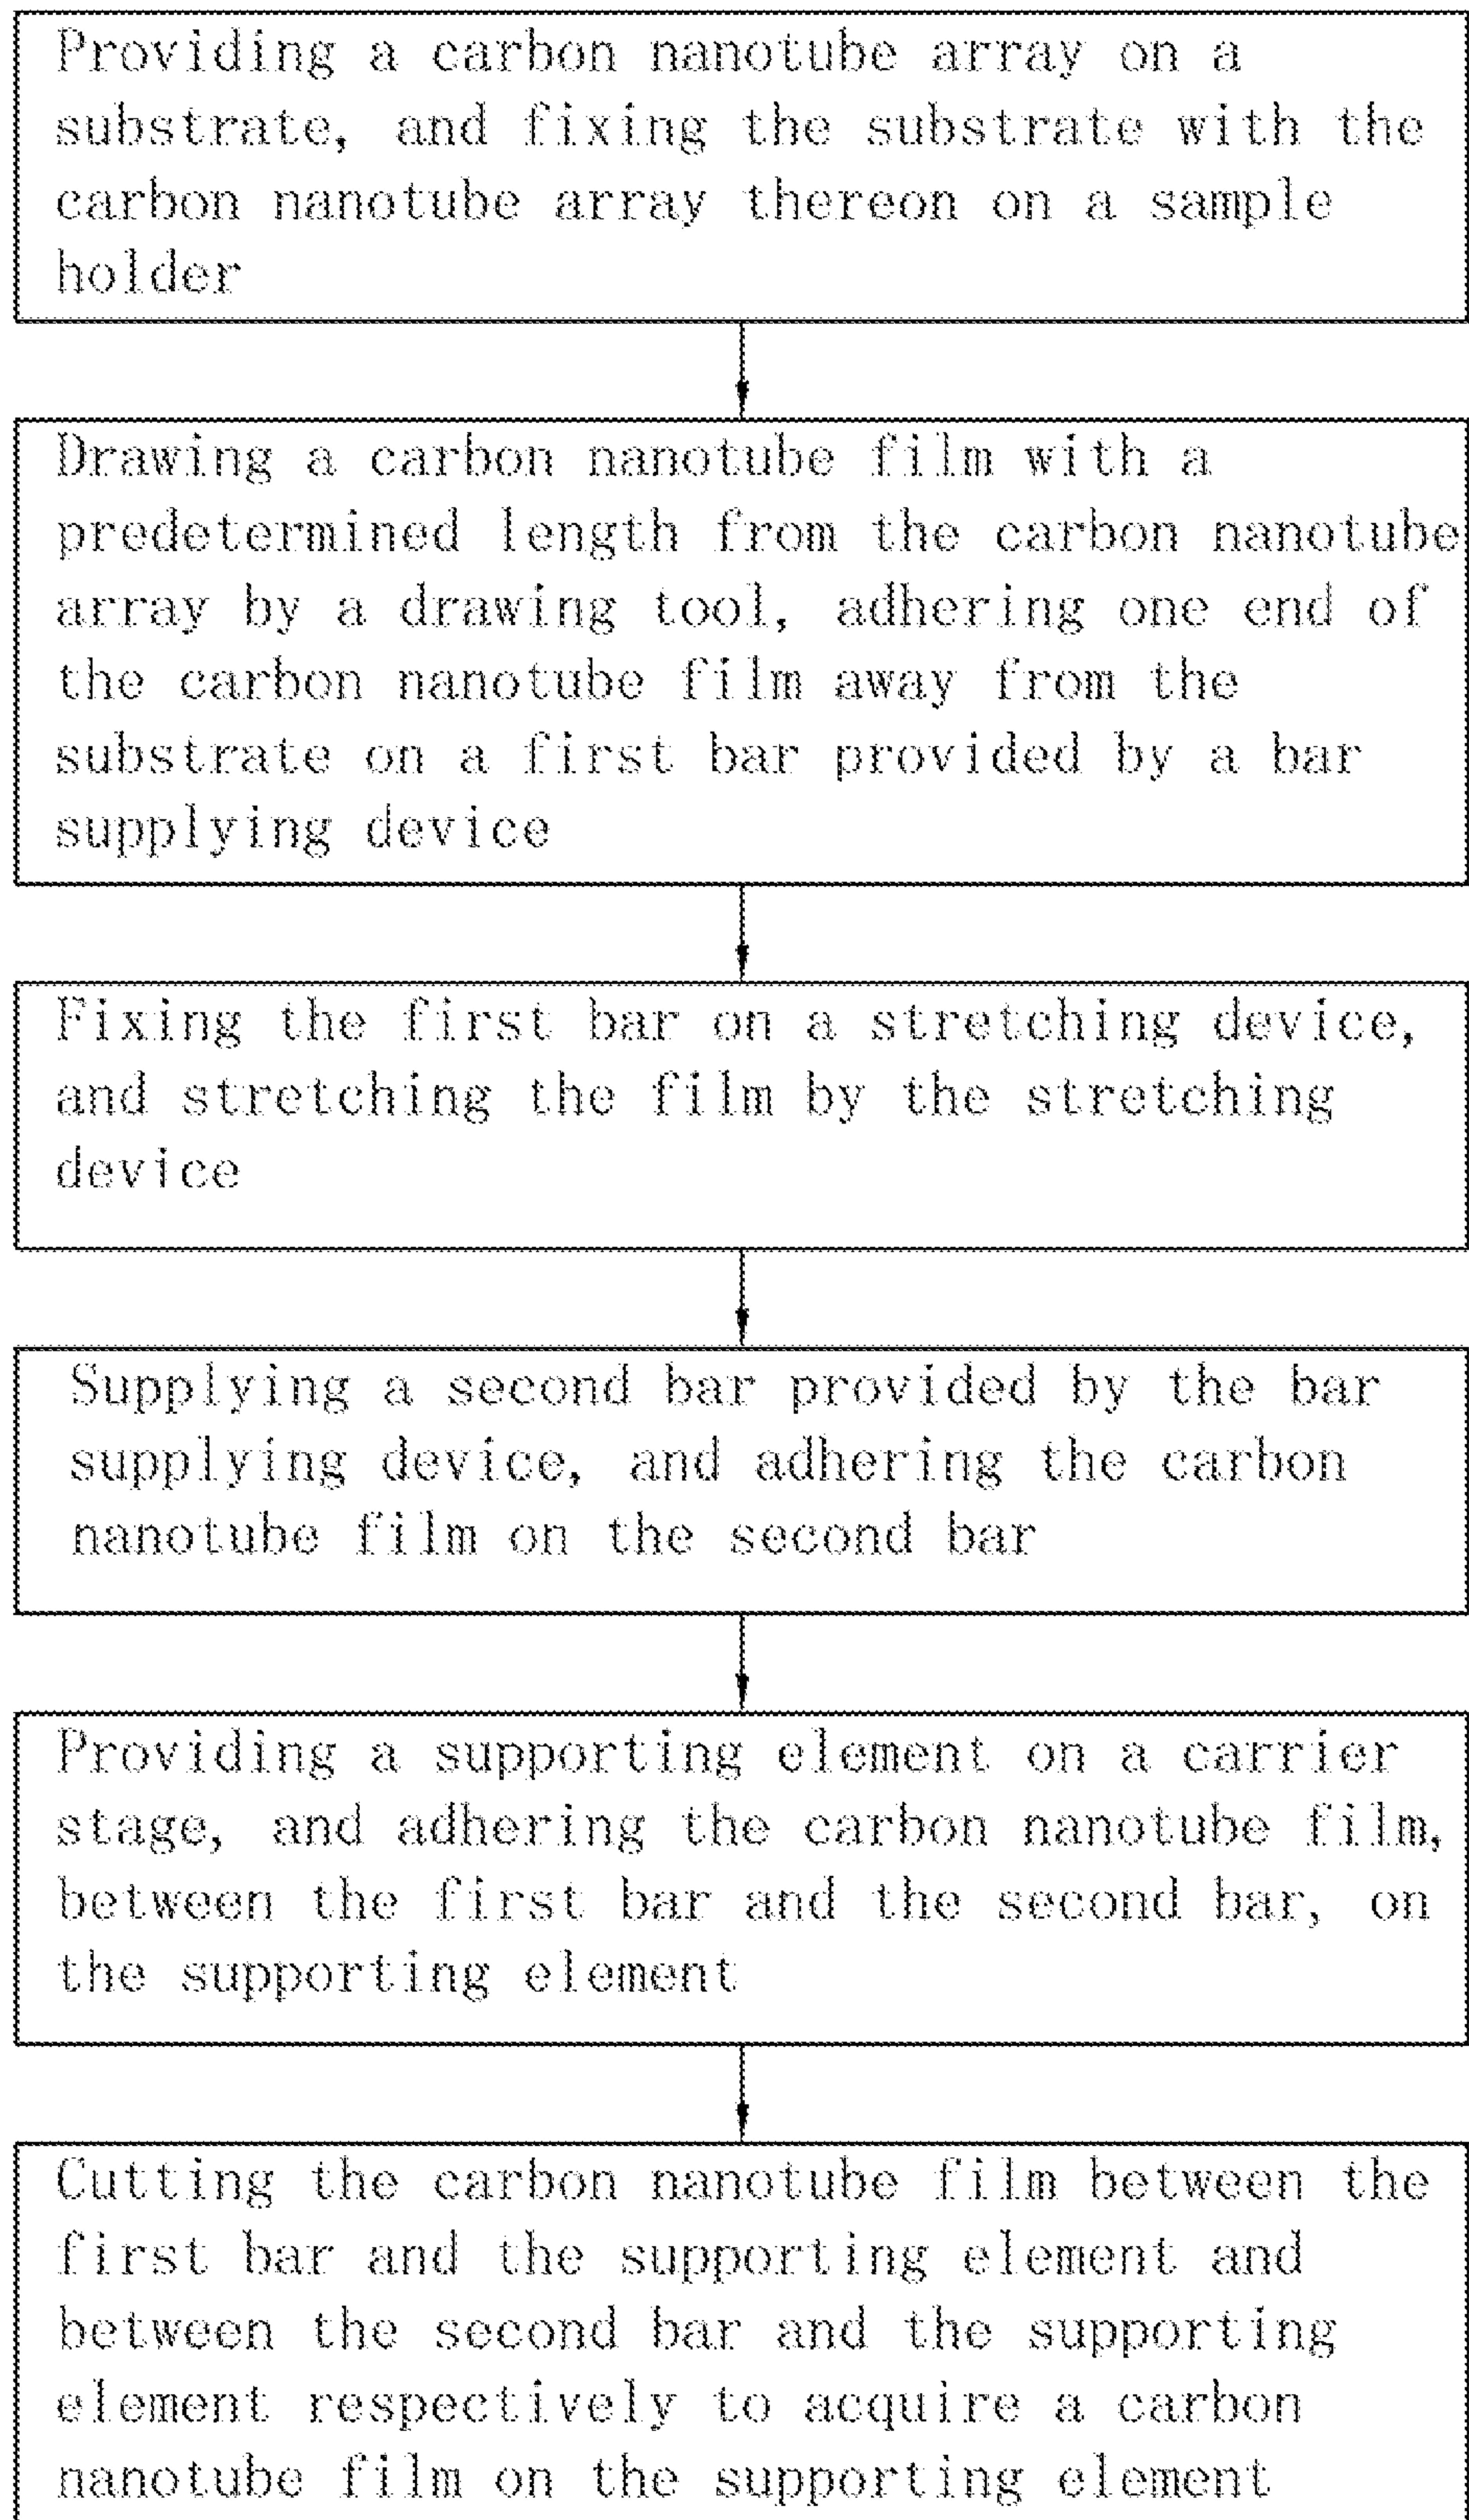 Providing a carbon nanotube array on a
substrate, and fixing the substrate with the
carbon nanotube array thereon on a sample
holder
Drawing a carbon nanotube film with a
predetermined length from the carbon nanotube
array by a drawing tool, adhering one end of
the carbon nanotube film away from the
substrate on a first bar provided by a bar
supplying device
Fixing the first bar on a stretching device,
and stretching the film by the stretching
device
Supplying a second bar provided by the bar
supplying device, and adhering the carbon
nanotube film on the second bar
Providing a supporting element on a carrier
stage, and adhering the carbon nanotube film,
between the first bar and the second bar, on
the supporting element
Cutting the carbon nanotube film between the
first bar and the supporting element and
between the second bar and the supporting
element respectively to acquire a carbon
nanotube film on the supporting element